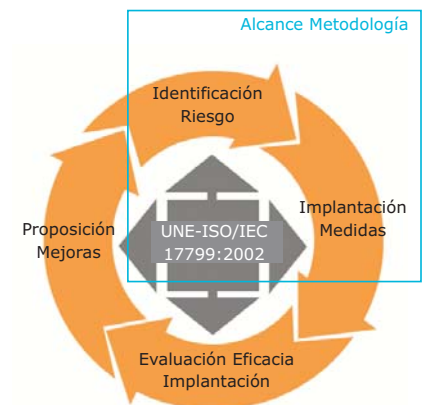 Alcance Metodología
Identificación
Riesgo
Implantación
Medidas
UNE-ISO/IEC
17799:2002
Proposición
Mejoras
Evaluación Eficacia
Implantación